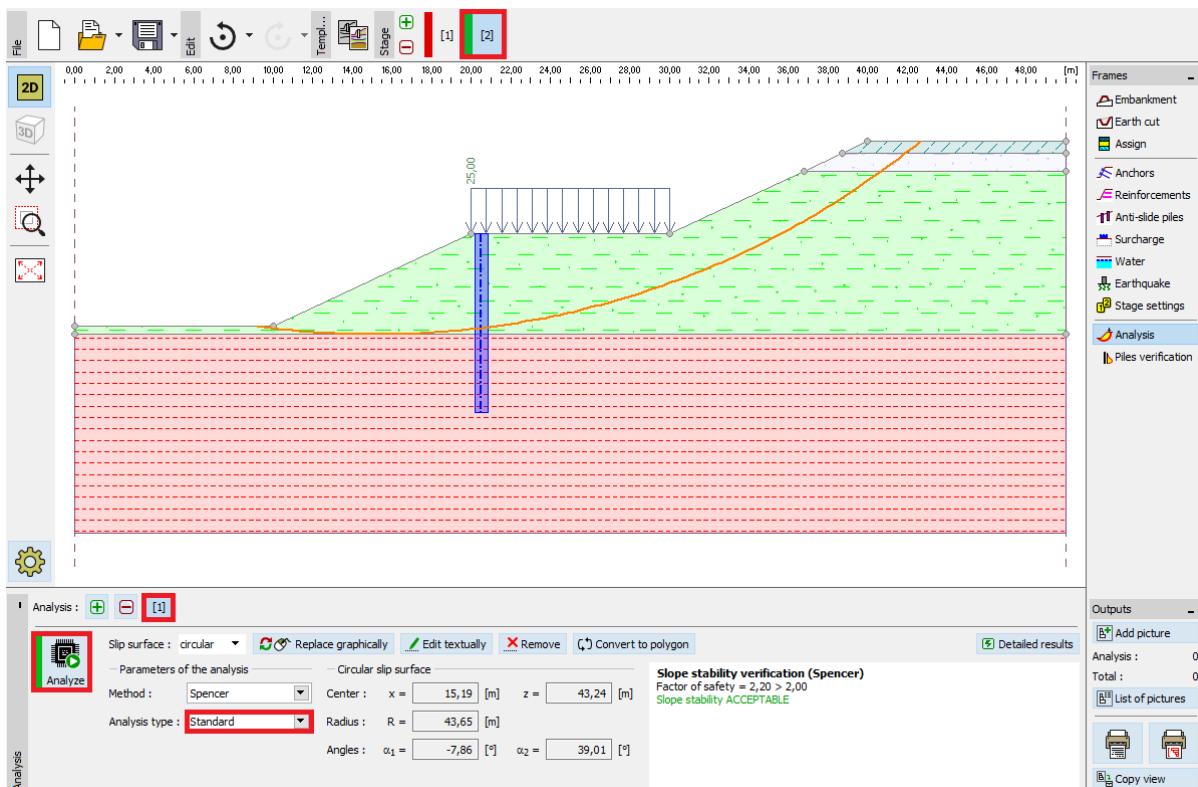 File
Edit
Templ...
Stage
[1]
[2]
2D
3D
0,00 2,00 4,00 6,00 8,00 10,00 12,00 14,00 16,00 18,00 20,00 22,00 24,00 26,00 28,00 30,00 32,00 34,00 36,00 38,00 40,00 42,00 44,00 46,00 48,00 [m]
25,00
Frames
Embankment
Earth cut
Assign
Anchors
Reinforcements
Anti-slide piles
Surcharge
Water
Earthquake
Stage settings
Analysis
Piles verification
Analysis : [1]
Analyze
Slip surface : circular Replace graphically Edit textually Remove Convert to polygon Detailed results
Parameters of the analysis
Method : Spencer
Analysis type : Standard
Circular slip surface
Center : x = 15,19 [m] z = 43,24 [m]
Radius : R = 43,65 [m]
Angles : α1 = -7,86 [°] α2 = 39,01 [°]
Slope stability verification (Spencer)
Factor of safety = 2,20 > 2,00
Slope stability ACCEPTABLE
Analysis
Outputs
Add picture
Analysis : 0
Total : 0
List of pictures
Copy view